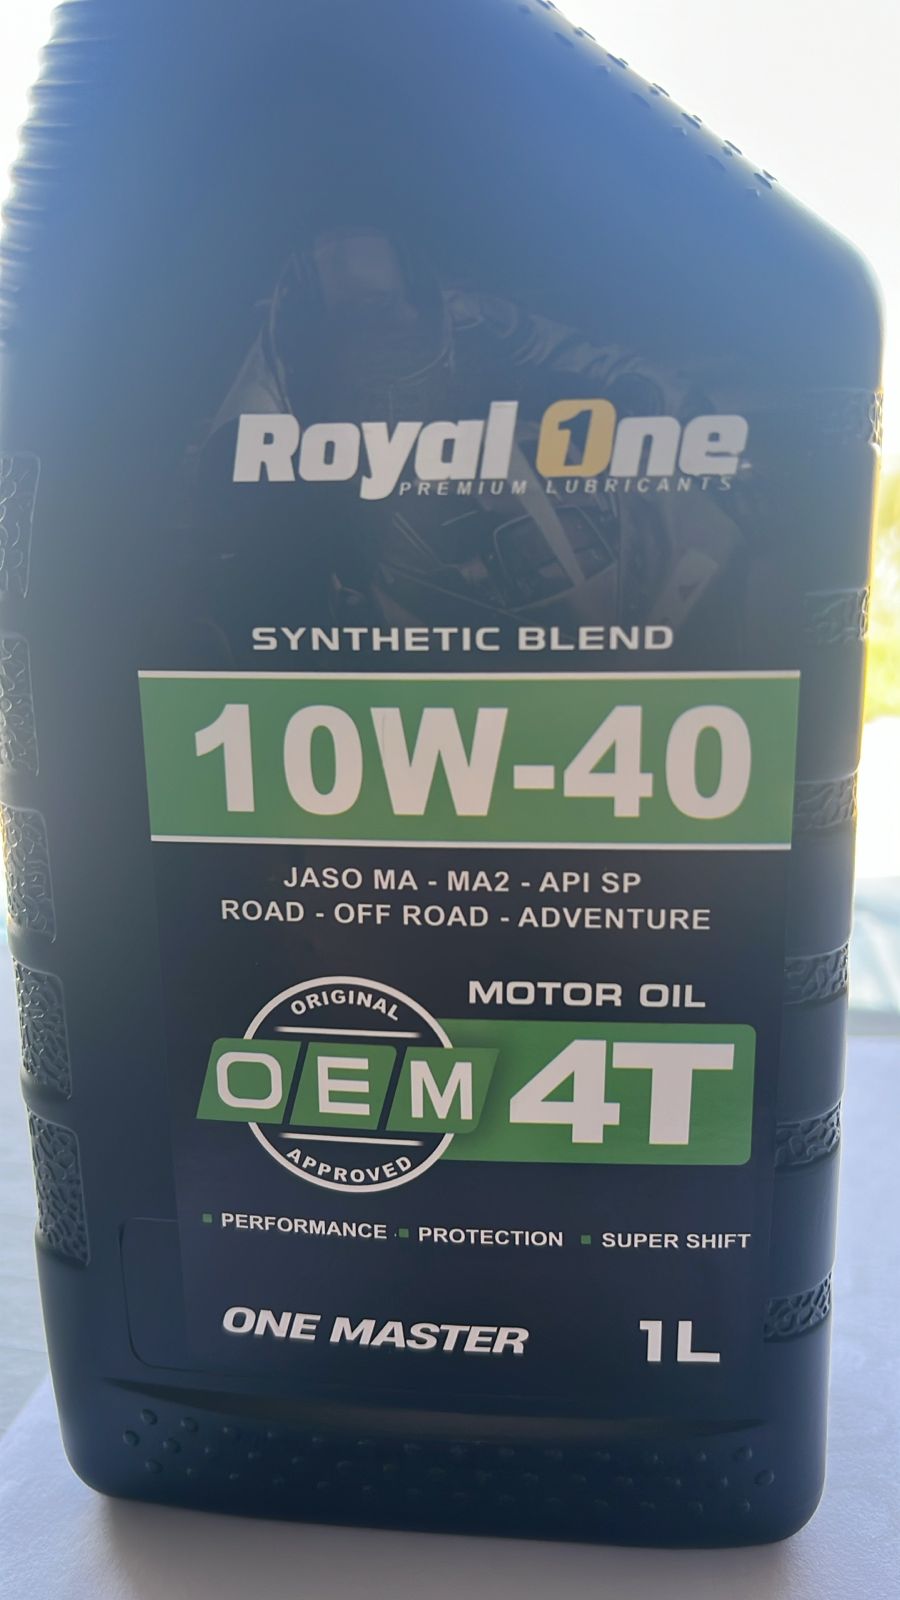 Royal One
PREMIUM LUBRICANTS
SYNTHETIC BLEND
10W-40
JASO MA - MA2 - API SP
ROAD - OFF ROAD - ADVENTURE
MOTOR OIL
ORIGINAL
OEM 4T
APPROVED
PERFORMANCE PROTECTION SUPER SHIFT
ONE MASTER 1L